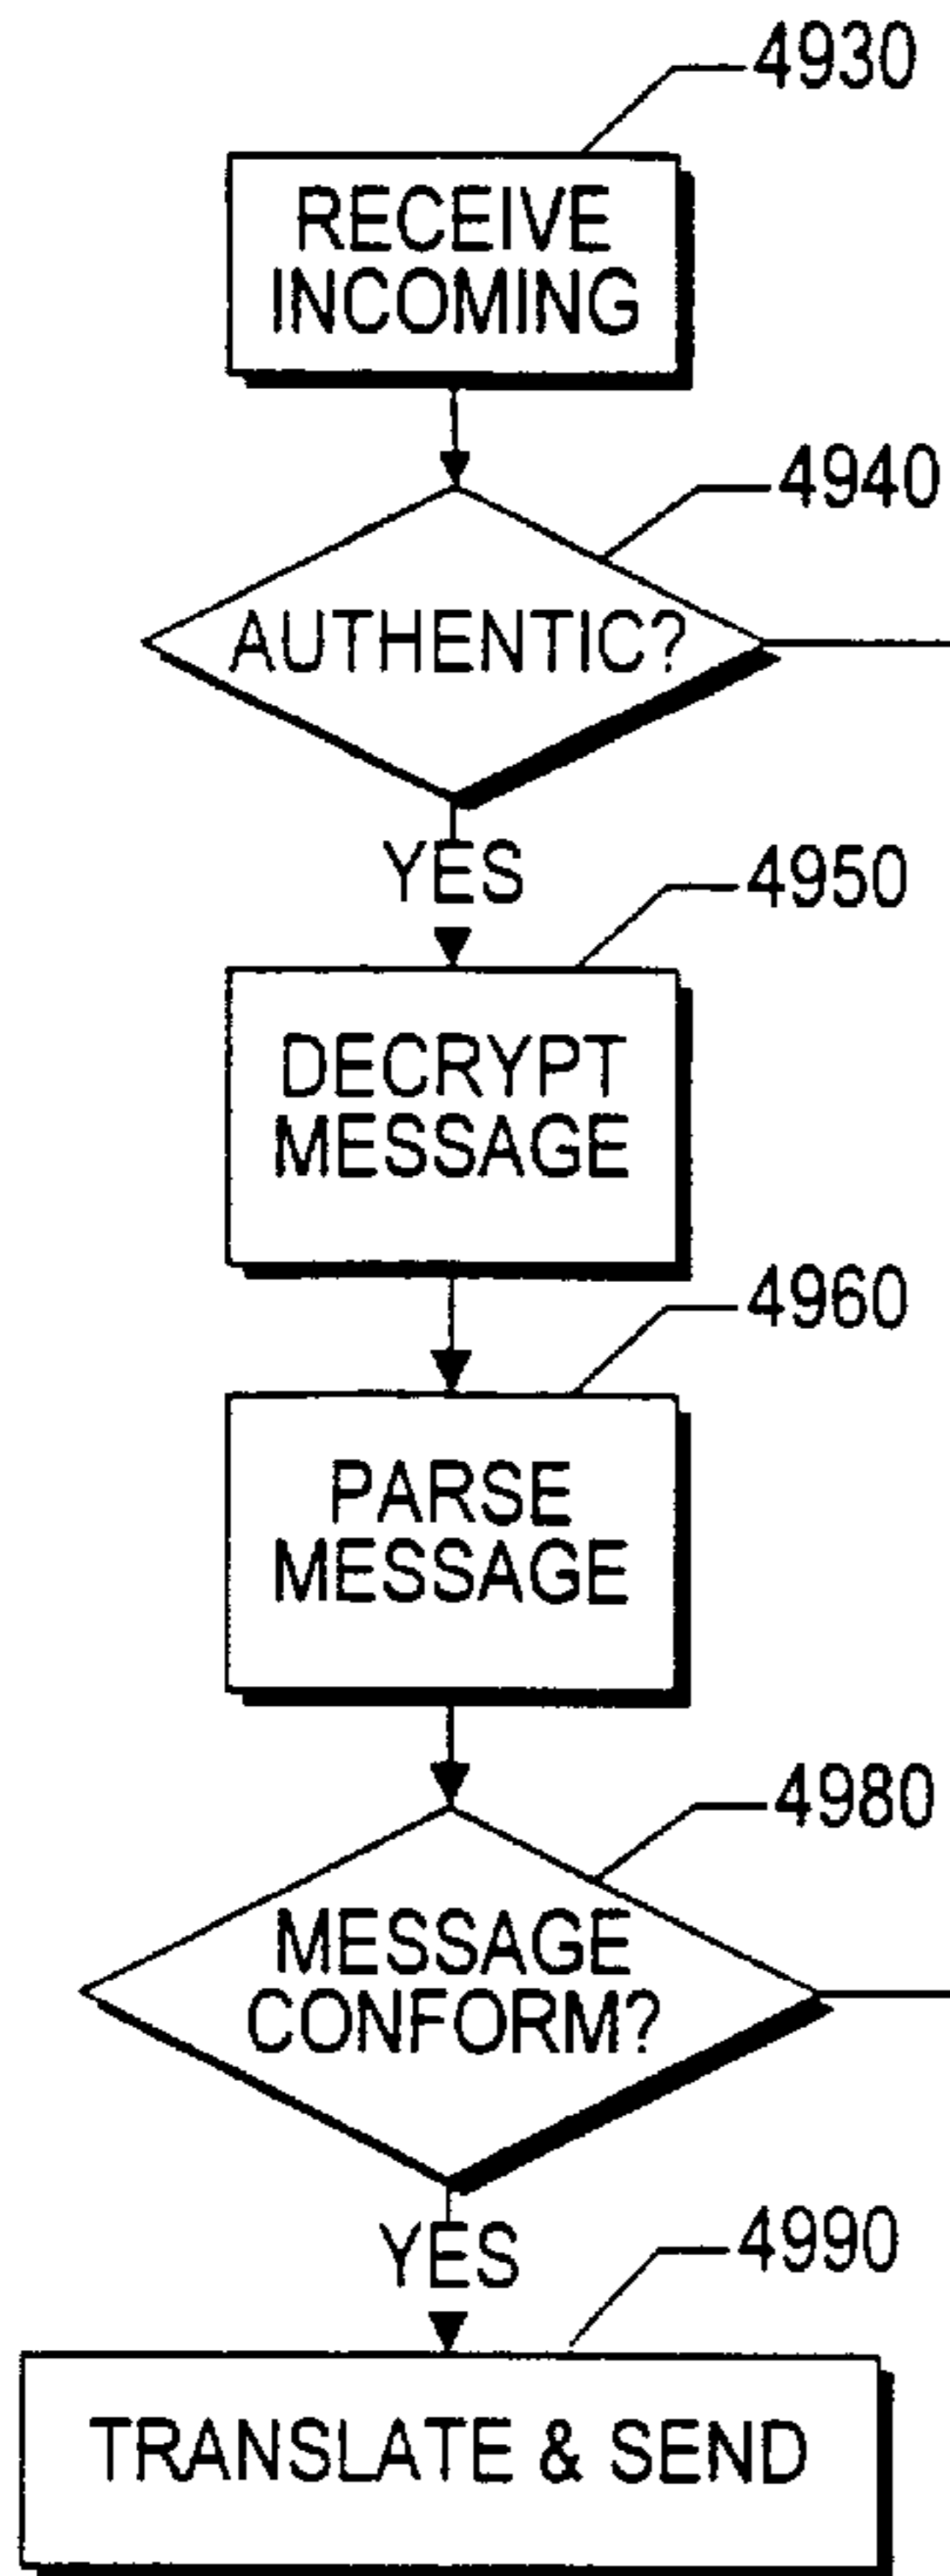 4930
RECEIVE
INCOMING
4940
AUTHENTIC?
YES
4950
DECRYPT
MESSAGE
4960
PARSE
MESSAGE
4980
MESSAGE
CONFORM?
YES
4990
TRANSLATE & SEND